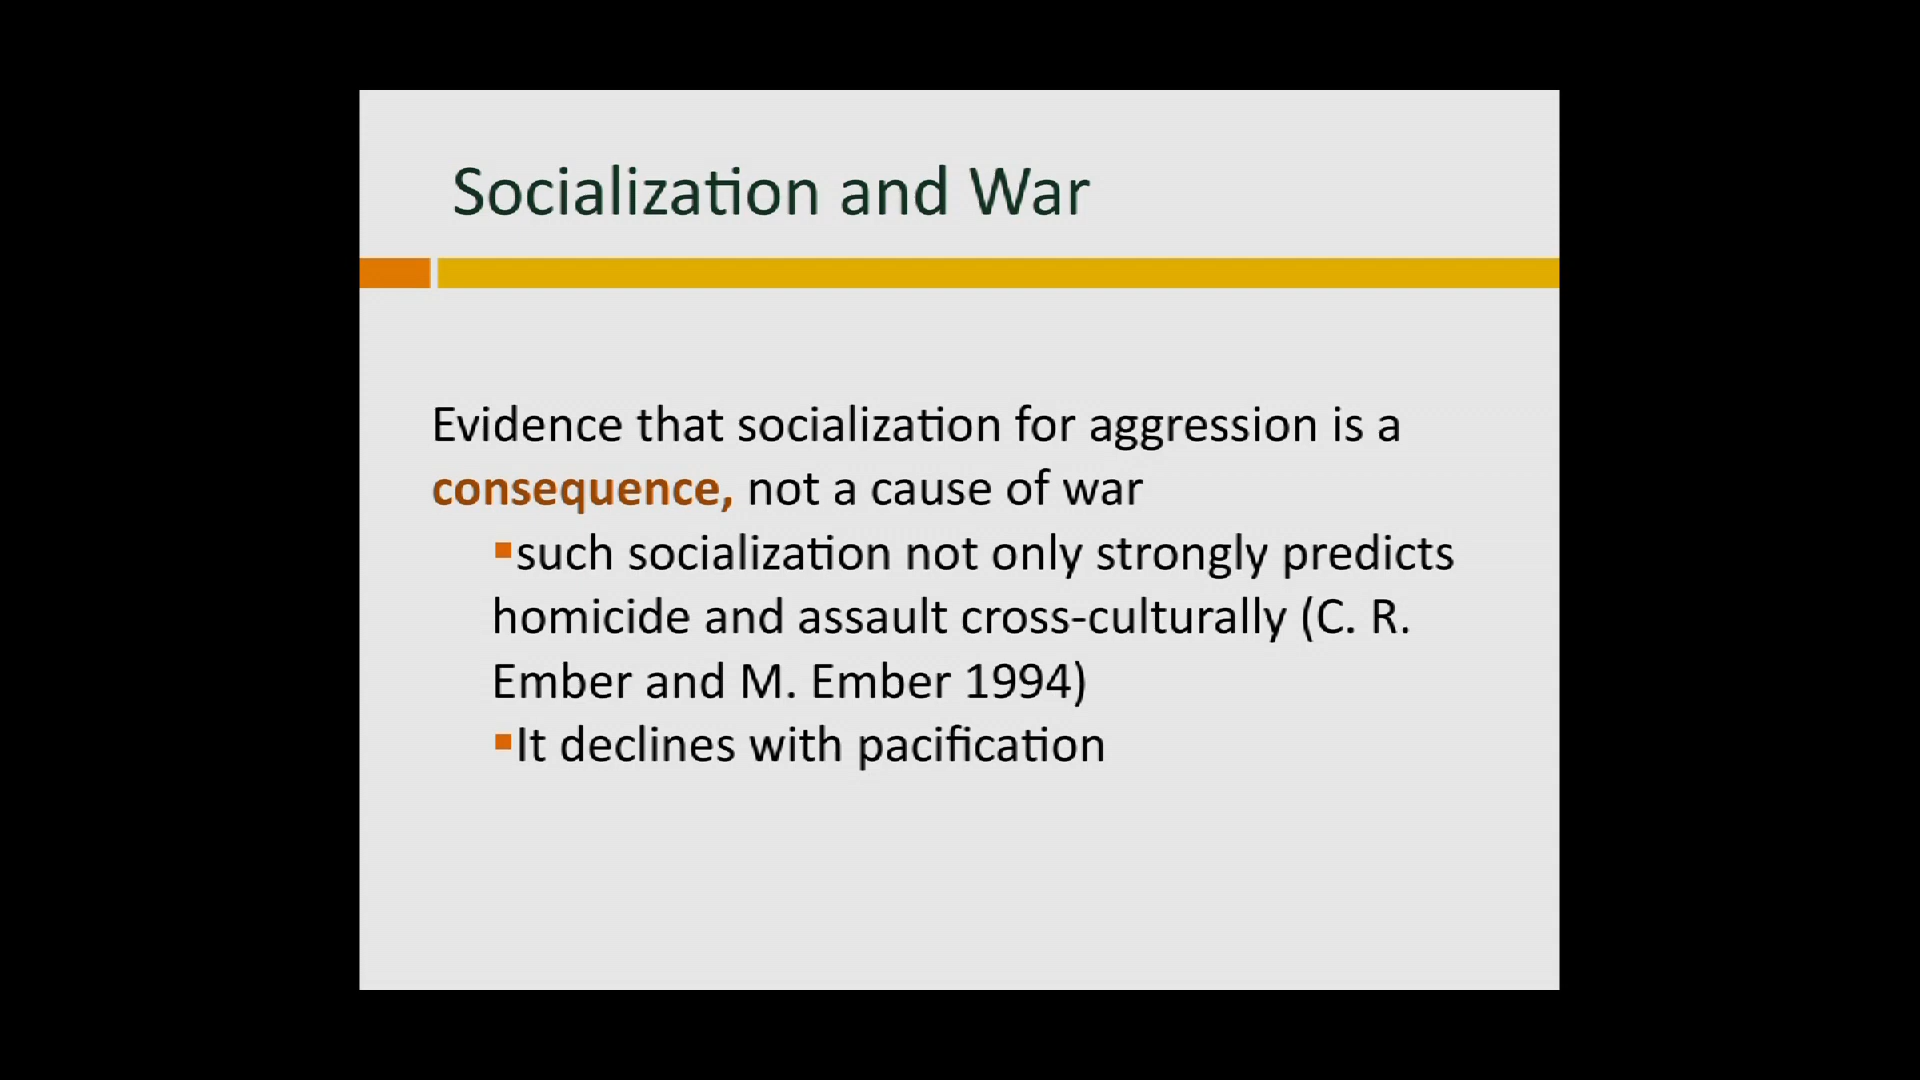 Socialization and War
Evidence that socialization for aggression is a
consequence, not a cause of war
▪such socialization not only strongly predicts
homicide and assault cross-culturally (C. R.
Ember and M. Ember 1994)
▪It declines with pacification